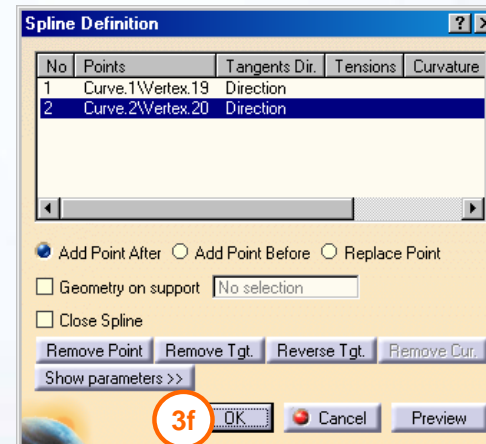 Spline Definition
No Points Tangents Dir. Tensions Curvature
1 Curve.1\Vertex.19 Direction
2 Curve.2\Vertex.20 Direction
Add Point After Add Point Before Replace Point
Geometry on support No selection
Close Spline
Remove Point Remove Tgt. Reverse Tgt. Remove Cur.
Show parameters >>
3f OK Cancel Preview